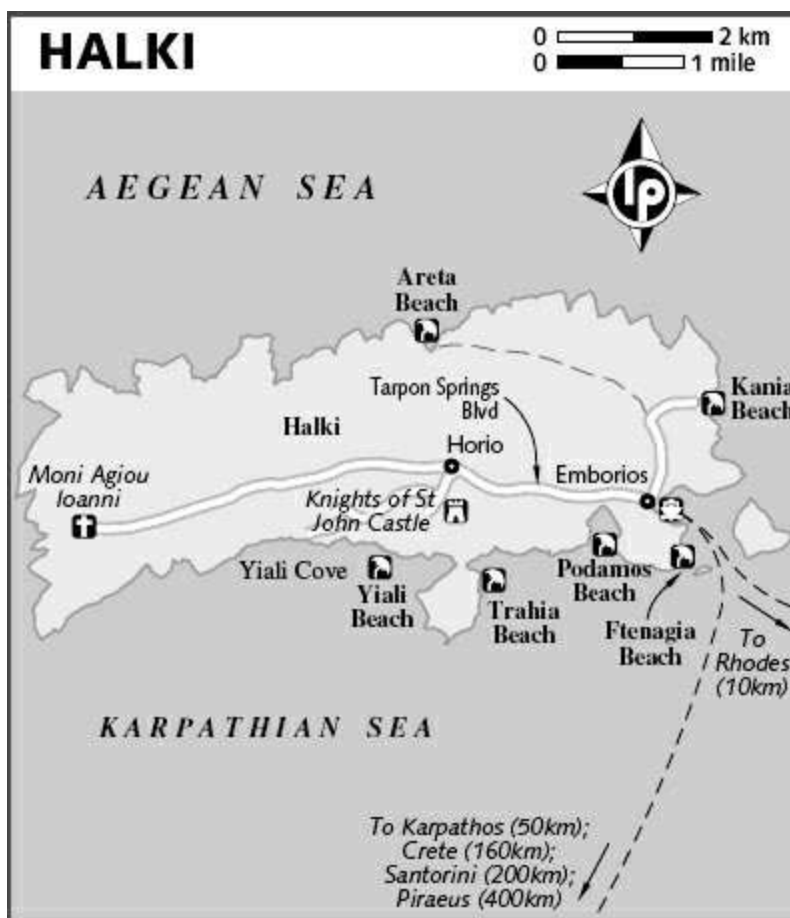 HALKI
0 2 km
0 1 mile
AEGEAN SEA
lp
Areta
Beach
Kania
Beach
Tarpon Springs
Blvd
Halki
Horio
Emborios
Moni Agiou
Ioanni
Knights of St
John Castle
Yiali Cove
Yiali
Beach
Trahia
Beach
Podamos
Beach
Ftenagia
Beach
To
Rhodes
(10km)
KARPATHIAN SEA
To Karpathos (50km);
Crete (160km);
Santorini (200km);
Piraeus (400km)